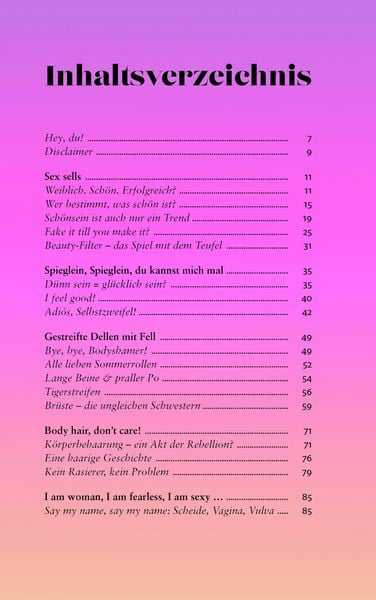 Inhaltsverzeichnis
Hey, du! 7
Disclaimer 9
Sex sells 11
Weiblich. Schön. Erfolgreich? 11
Wer bestimmt, was schön ist? 15
Schönsein ist auch nur ein Trend 19
Fake it till you make it? 25
Beauty-Filter – das Spiel mit dem Teufel 31
Spieglein, Spieglein, du kannst mich mal 35
Dünn sein = glücklich sein? 35
I feel good! 40
Adiós, Selbstzweifel! 42
Gestreifte Dellen mit Fell 49
Bye, bye, Bodyshamer! 49
Alle lieben Sommerrollen 52
Lange Beine & praller Po 54
Tigerstreifen 56
Brüste – die ungleichen Schwestern 59
Body hair, don't care! 71
Körperbehaarung – ein Akt der Rebellion? 71
Eine haarige Geschichte 76
Kein Rasierer, kein Problem 79
I am woman, I am fearless, I am sexy … 85
Say my name, say my name: Scheide, Vagina, Vulva 85